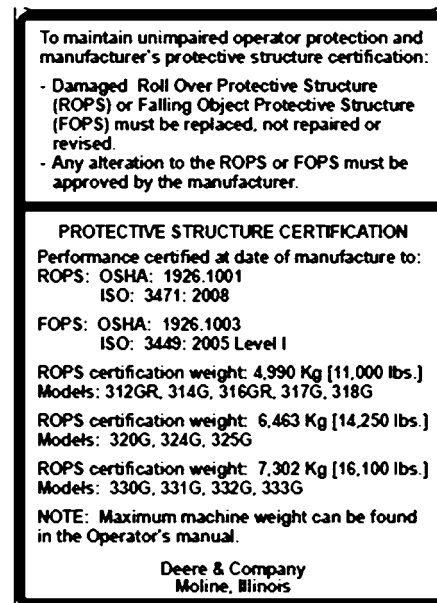 To maintain unimpaired operator protection and
manufacturer's protective structure certification:
- Damaged Roll Over Protective Structure
(ROPS) or Falling Object Protective Structure
(FOPS) must be replaced, not repaired or
revised.
- Any alteration to the ROPS or FOPS must be
approved by the manufacturer.
PROTECTIVE STRUCTURE CERTIFICATION
Performance certified at date of manufacture to:
ROPS: OSHA: 1926.1001
ISO: 3471: 2008
FOPS: OSHA: 1926.1003
ISO: 3449: 2005 Level I
ROPS certification weight: 4,990 Kg [11,000 lbs.]
Models: 312GR, 314G, 316GR, 317G, 318G
ROPS certification weight: 6,463 Kg [14,250 lbs.]
Models: 320G, 324G, 325G
ROPS certification weight: 7,302 Kg [16,100 lbs.]
Models: 330G, 331G, 332G, 333G
NOTE: Maximum machine weight can be found
in the Operator's manual.
Deere & Company
Moline, Illinois